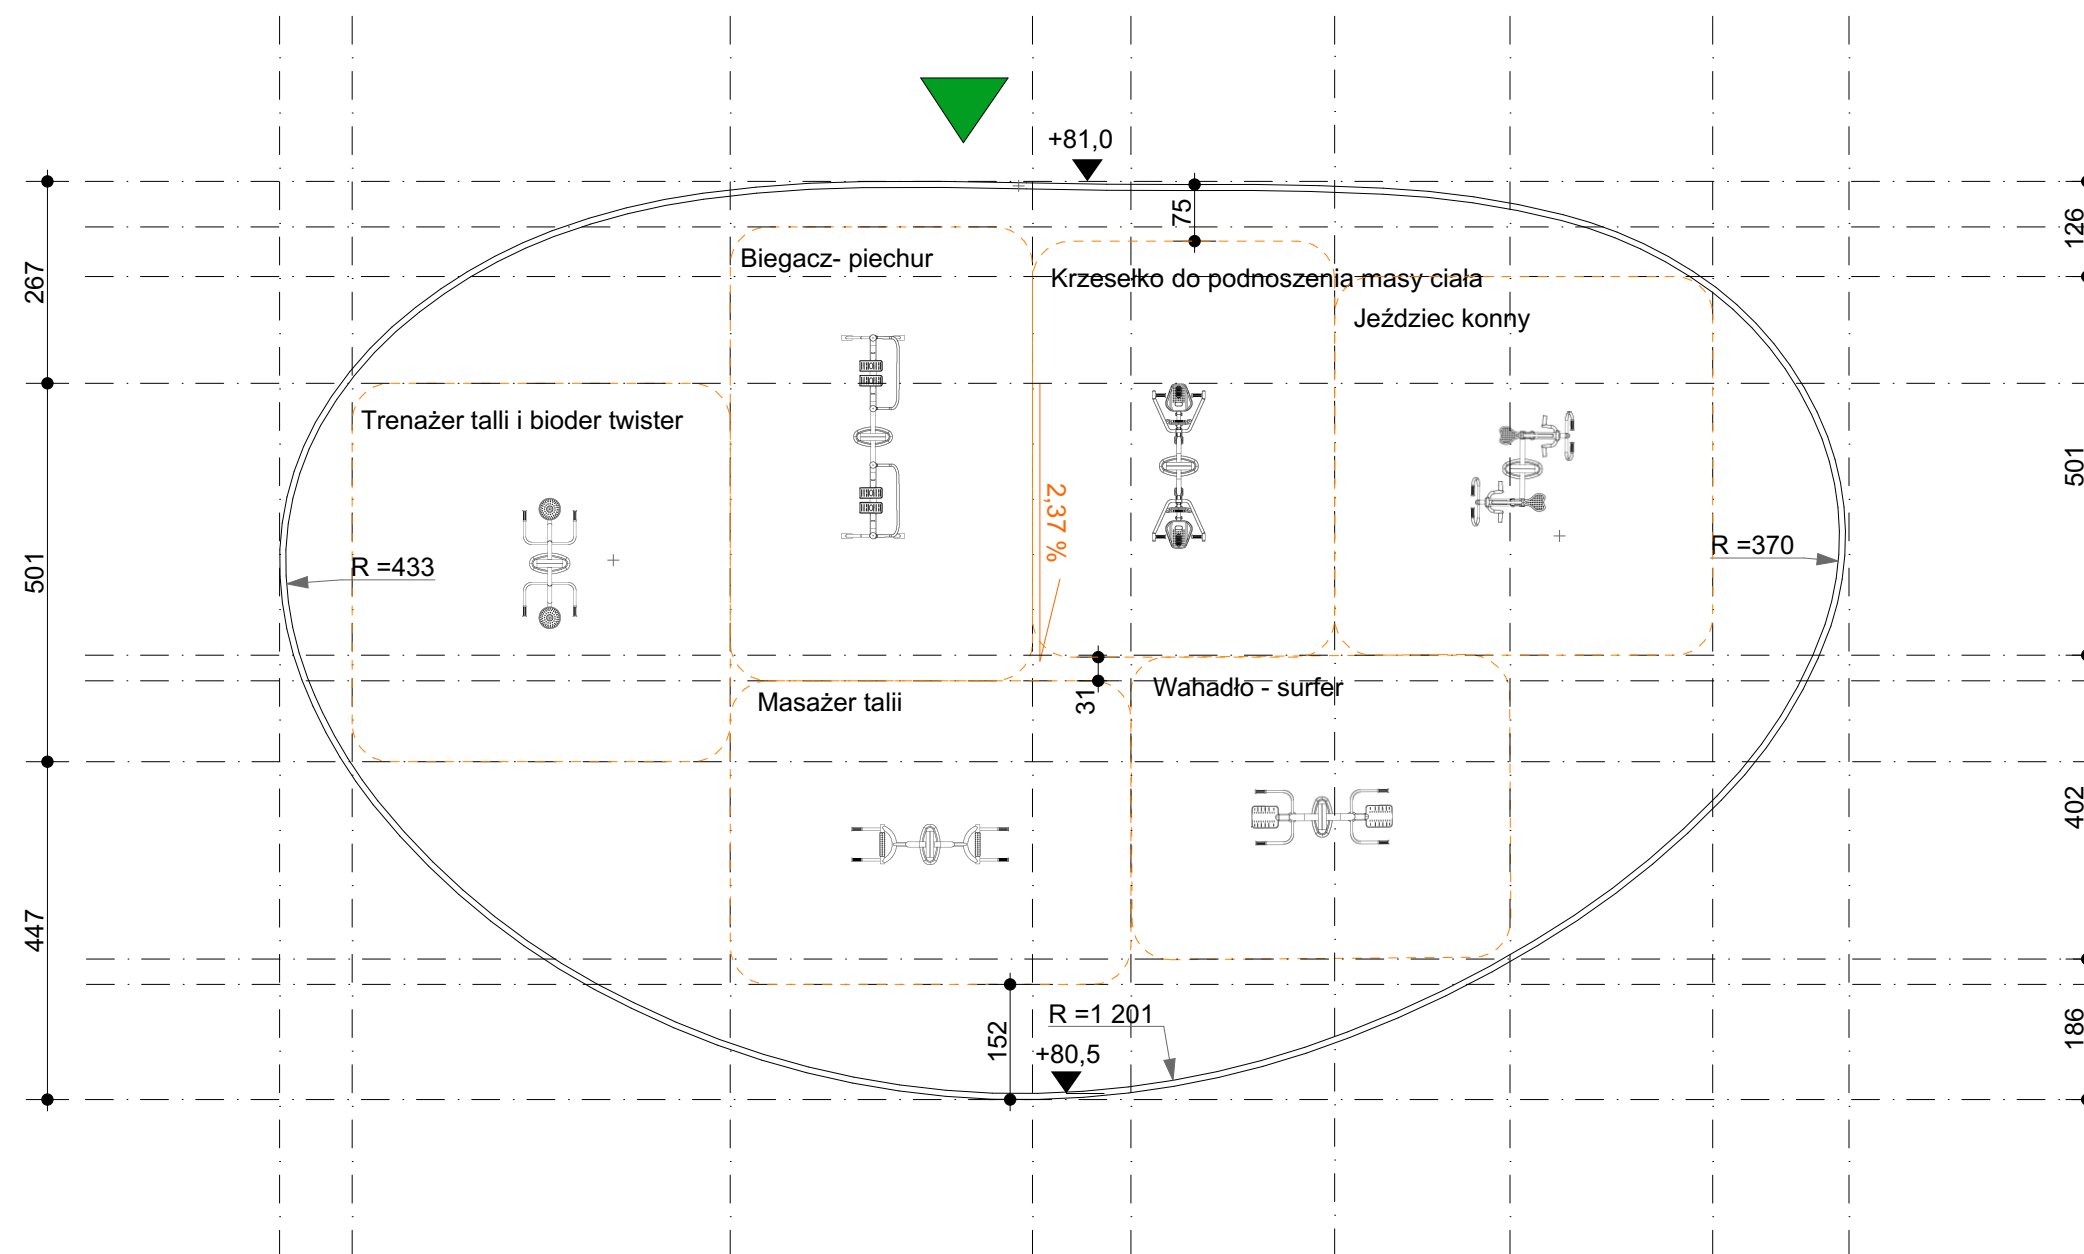 +81,0
75
126
267
Biegacz- piechur
Krzesełko do podnoszenia masy ciała
Jeździec konny
Trenażer talli i bioder twister
501
2,37 %
R =433
R =370
501
Masażer talii
31
Wahadło - surfer
402
447
152
R =1 201
+80,5
186